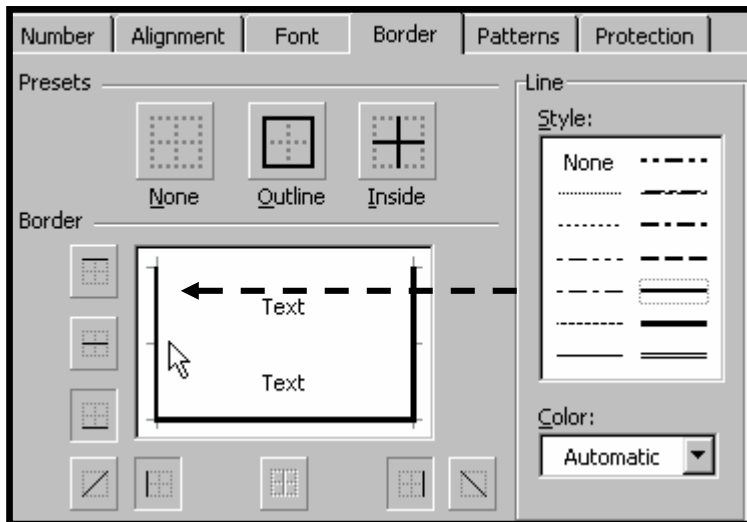 Number Alignment Font Border Patterns Protection
Presets
Line
Style:
None
None Outline Inside
Border
Text
Text
Color:
Automatic